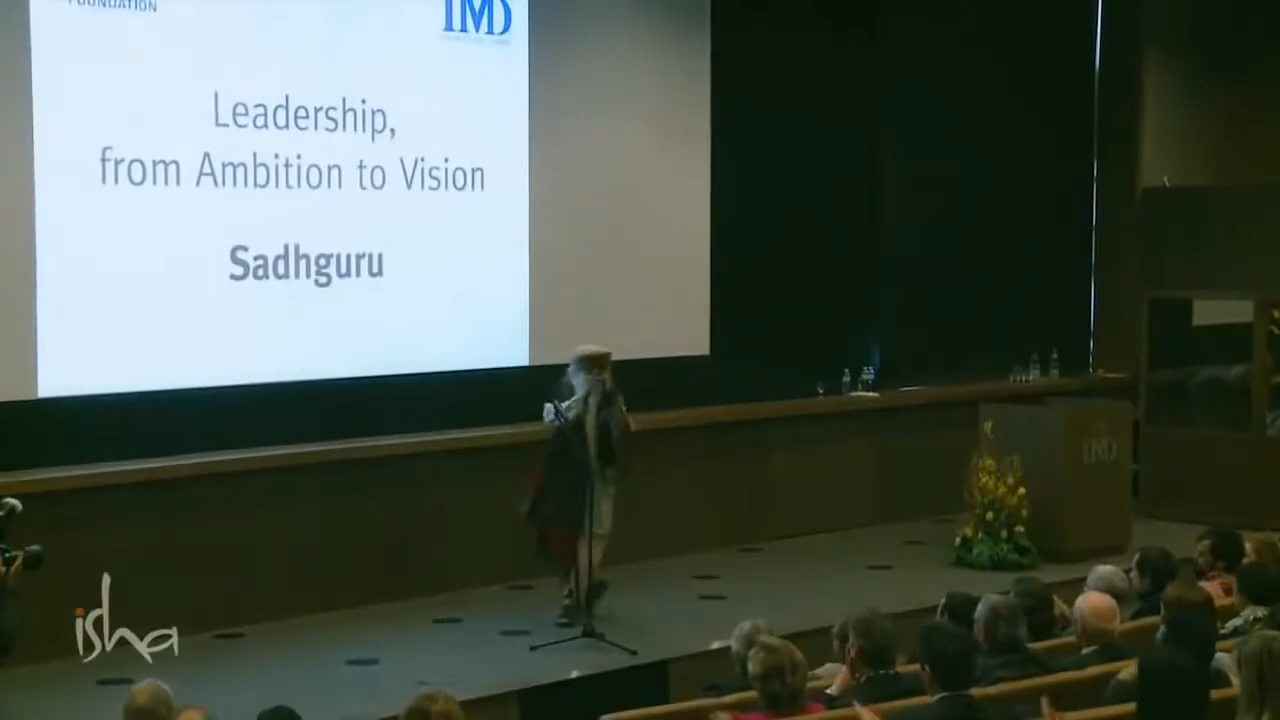 FOUNDATION
IMD
Leadership,
from Ambition to Vision
Sadhguru
IMD
isha